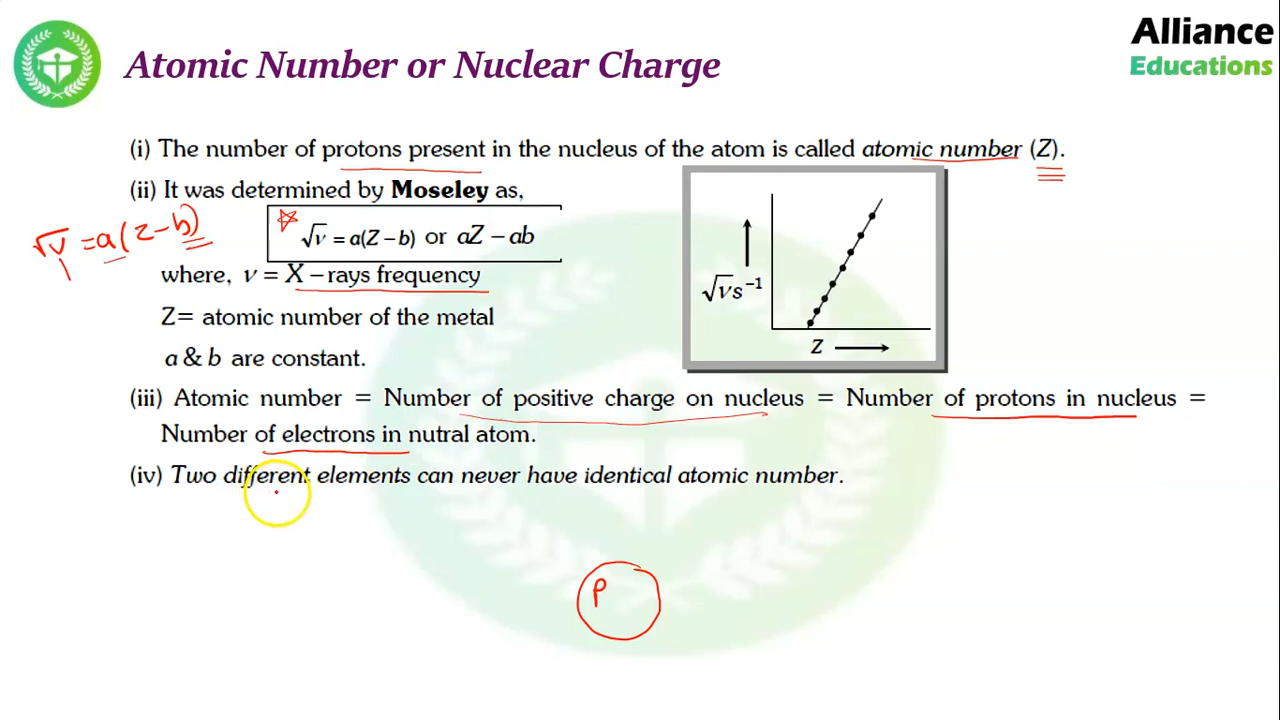 Alliance
Educations
Atomic Number or Nuclear Charge
(i) The number of protons present in the nucleus of the atom is called atomic number (Z).
(ii) It was determined by Moseley as,
√ν = a(Z−b)
√ν = a(Z − b) or aZ − ab
where, ν = X − rays frequency
Z= atomic number of the metal
a & b are constant.
√ν s⁻¹
Z
(iii) Atomic number = Number of positive charge on nucleus = Number of protons in nucleus =
Number of electrons in nutral atom.
(iv) Two different elements can never have identical atomic number.
P